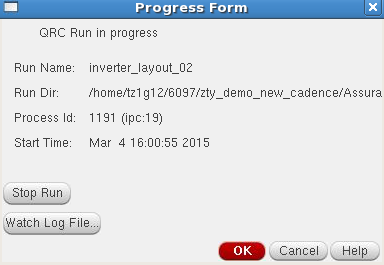 Progress Form
QRC Run in progress
Run Name: inverter_layout_02
Run Dir: /home/tz1g12/6097/zty_demo_new_cadence/Assura
Process Id: 1191 (ipc:19)
Start Time: Mar 4 16:00:55 2015
Stop Run
Watch Log File...
OK Cancel Help